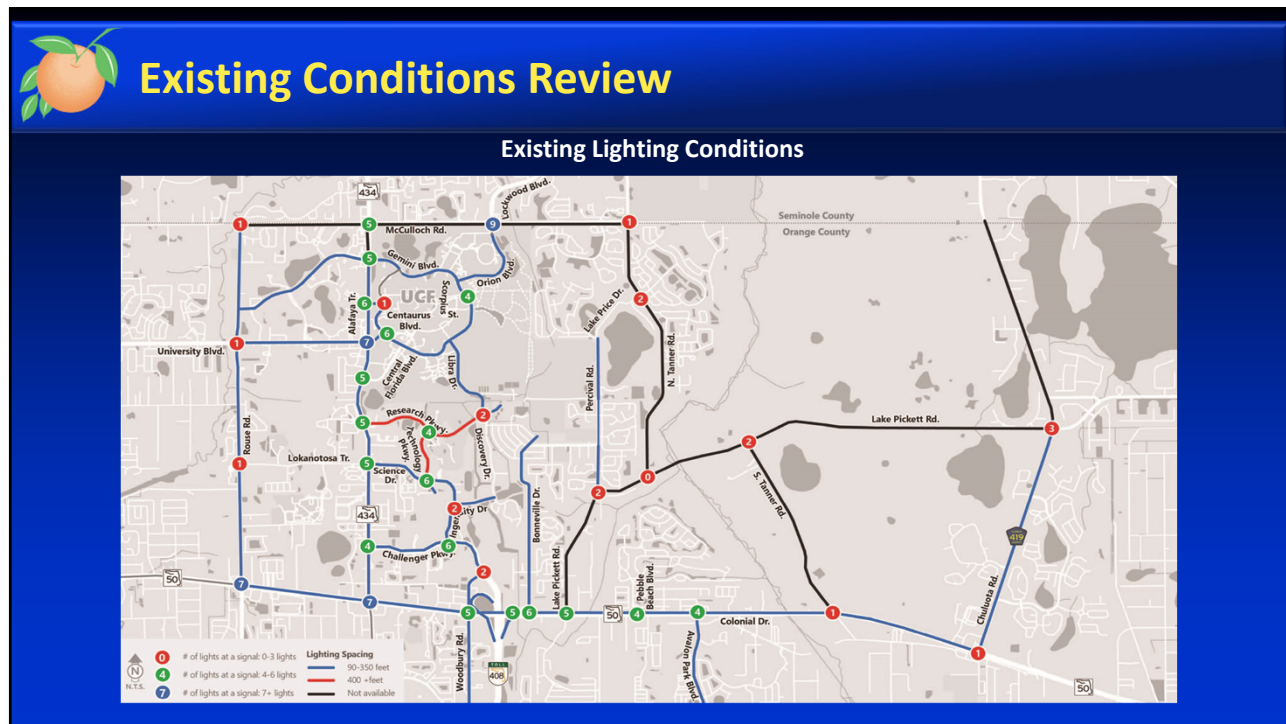 Existing Conditions Review
Existing Lighting Conditions
434
Lockwood Blvd.
1
5
McCulloch Rd.
9
1
Seminole County
Orange County
5
Gemini Blvd.
Orion Blvd.
Alafaya Tr.
6
1
UCF
Scorpius St.
4
Centaurus Blvd.
Lake Price Dr.
2
University Blvd.
1
7
6
Libra Dr.
N. Tanner Rd.
5
Central Florida Blvd.
Percival Rd.
Rouse Rd.
5
Research Pkwy.
4
2
Technology Pkwy.
Discovery Dr.
Lake Pickett Rd.
3
2
1
Lokanotosa Tr.
5
Science Dr.
6
0
S. Tanner Rd.
2
434
2
ity Dr
Inge
Bonneville Dr.
419
4
Challenger Pkwy.
6
2
Lake Pickett Rd.
Pebble Beach Blvd.
Chuluota Rd.
50
7
7
5
5
6
5
50
4
4
Colonial Dr.
1
1
Woodbury Rd.
Avalon Park Blvd.
TOLL
408
50
N
N.T.S.
0 # of lights at a signal: 0-3 lights
4 # of lights at a signal: 4-6 lights
7 # of lights at a signal: 7+ lights
Lighting Spacing
90-350 feet
400 +feet
Not available